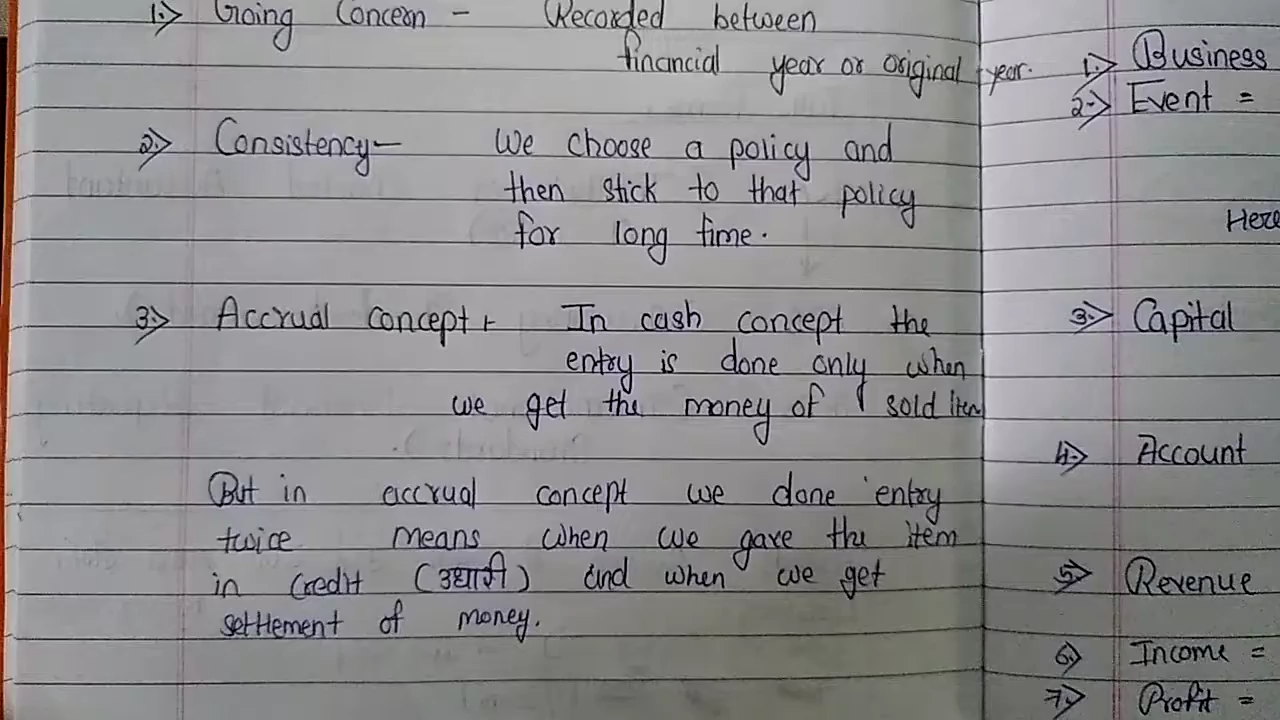 1.> Going Concern - Recorded between
financial year or original year.
2.> Consistency - We choose a policy and
then stick to that policy
for long time.
3.> Accrual concept - In cash concept the
entry is done only when
we get the money of sold item
But in accrual concept we done entry
twice means when we gave the item
in credit (उधारी) and when we get
settlement of money.
1.> Business
2.> Event =
Here
3.> Capital
4.> Account
5.> Revenue
6.> Income =
7.> Profit =